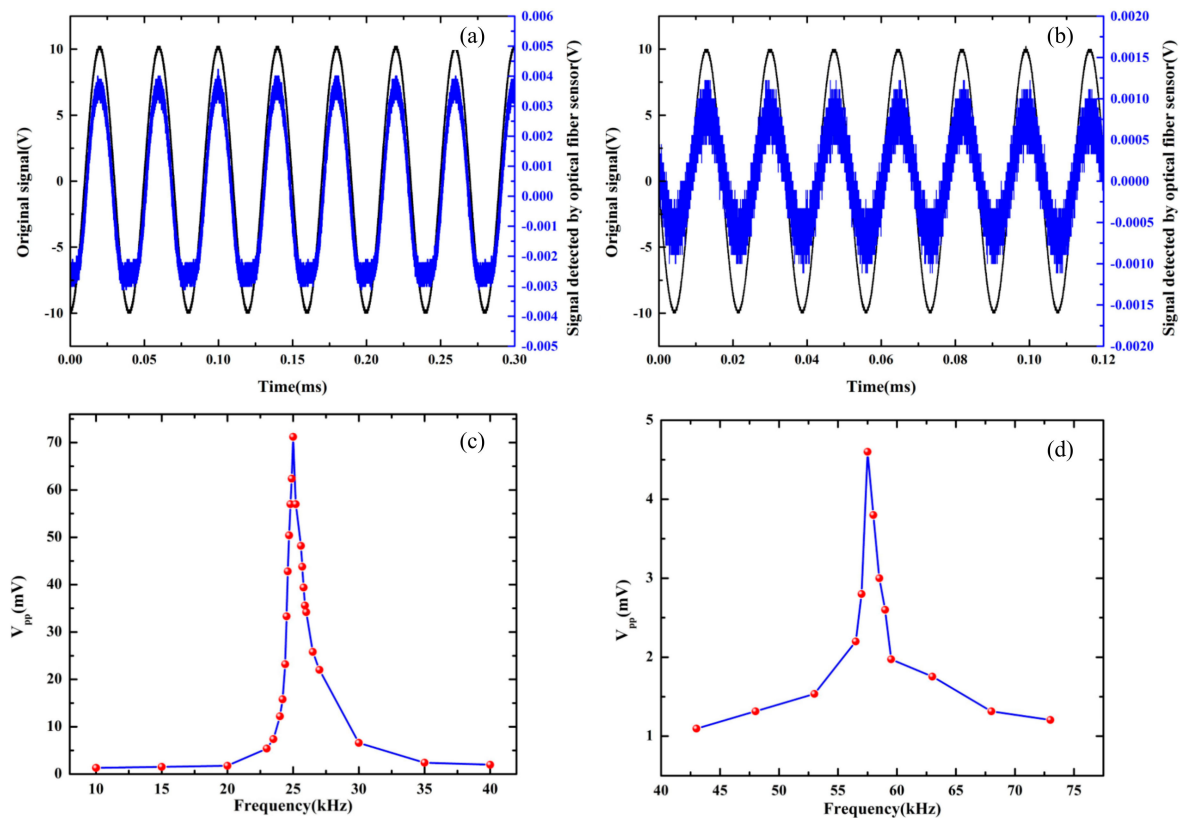 (a)
Original signal(V)
10
5
0
-5
-10
0.006
0.005
0.004
0.003
0.002
0.001
0.000
-0.001
-0.002
-0.003
-0.004
-0.005
Signal detected by optical fiber sensor(V)
0.00 0.05 0.10 0.15 0.20 0.25 0.30
Time(ms)
(b)
Original signal(V)
10
5
0
-5
-10
0.0020
0.0015
0.0010
0.0005
0.0000
-0.0005
-0.0010
-0.0015
-0.0020
Signal detected by optical fiber sensor(V)
0.00 0.02 0.04 0.06 0.08 0.10 0.12
Time(ms)
(c)
Vpp(mV)
70
60
50
40
30
20
10
0
10 15 20 25 30 35 40
Frequency(kHz)
(d)
Vpp(mV)
5
4
3
2
1
40 45 50 55 60 65 70 75
Frequency(kHz)